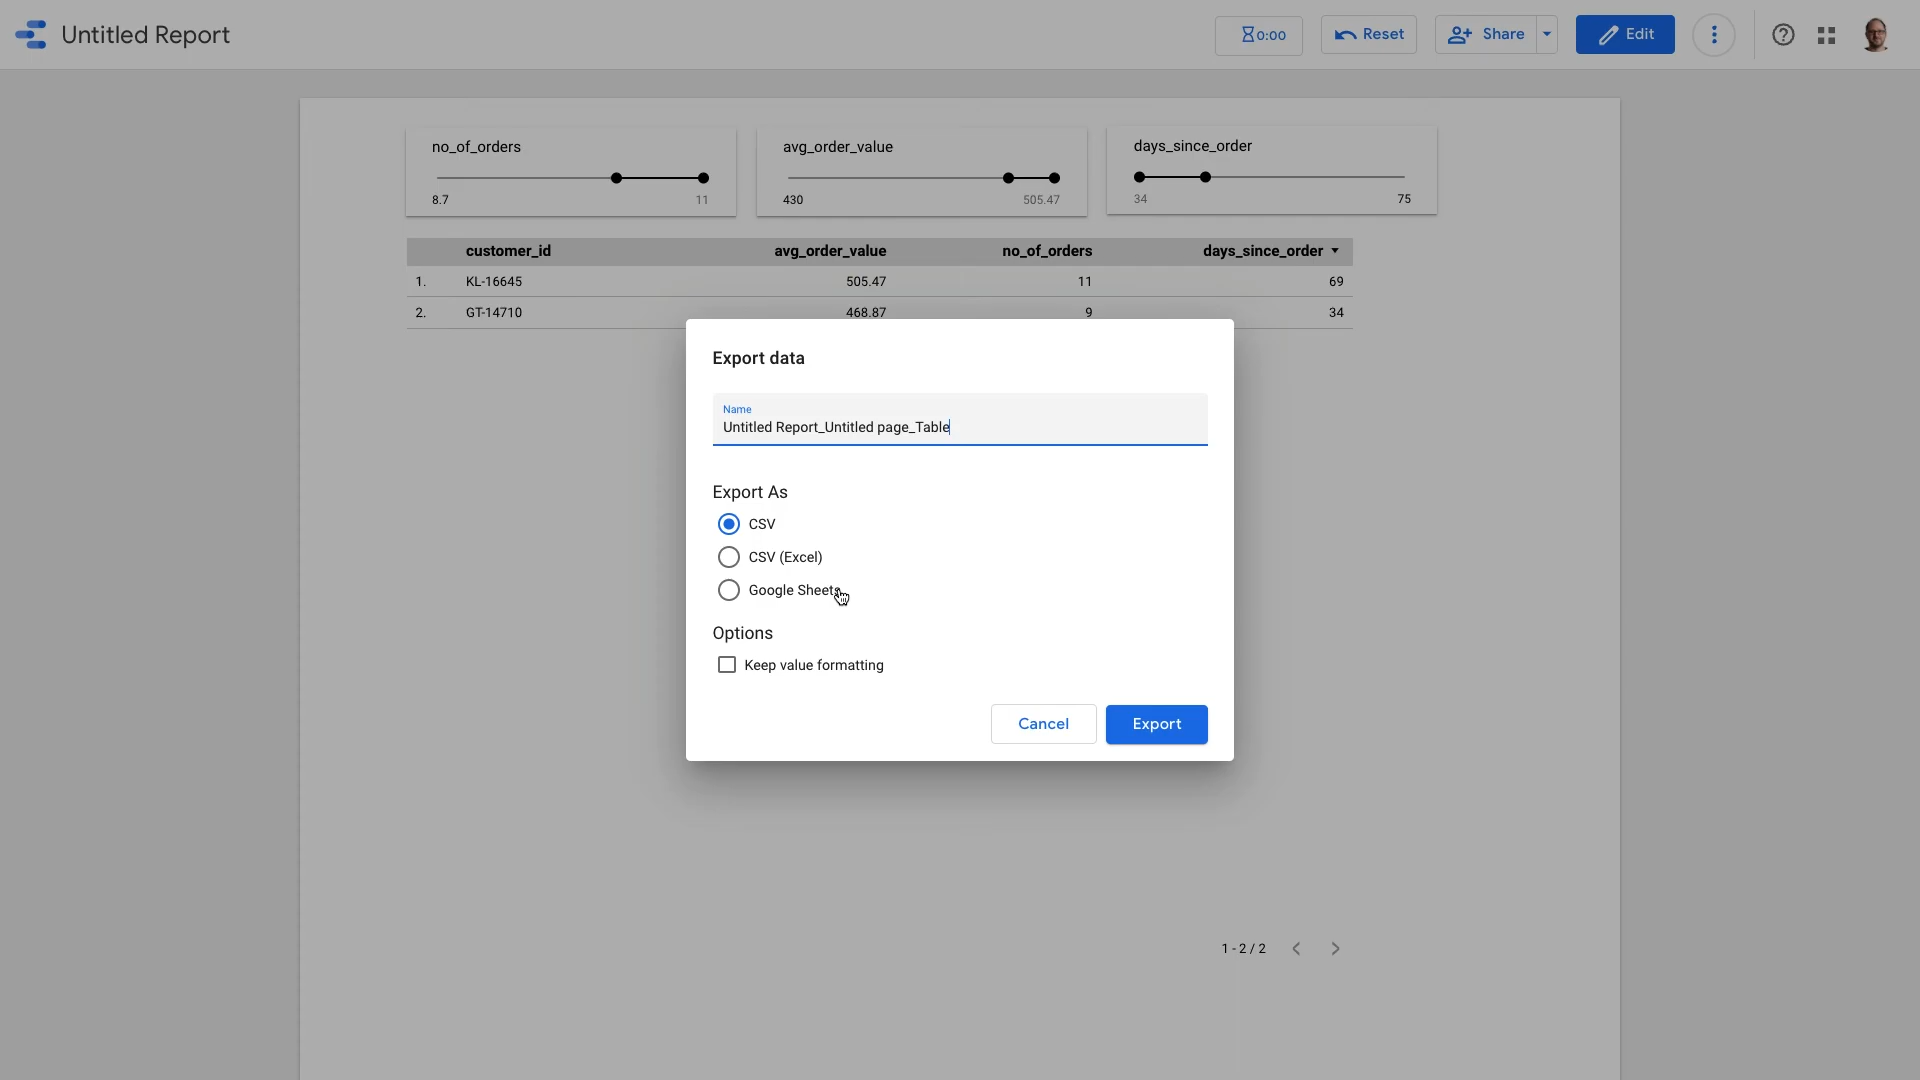 Untitled Report
0:00
Reset
Share
Edit
no_of_orders
8.7 11
avg_order_value
430 505.47
days_since_order
34 75
customer_id avg_order_value no_of_orders days_since_order
1. KL-16645 505.47 11 69
2. GT-14710 468.87 9 34
Export data
Name
Untitled Report_Untitled page_Table
Export As
CSV
CSV (Excel)
Google Sheets
Options
Keep value formatting
Cancel
Export
1 - 2 / 2